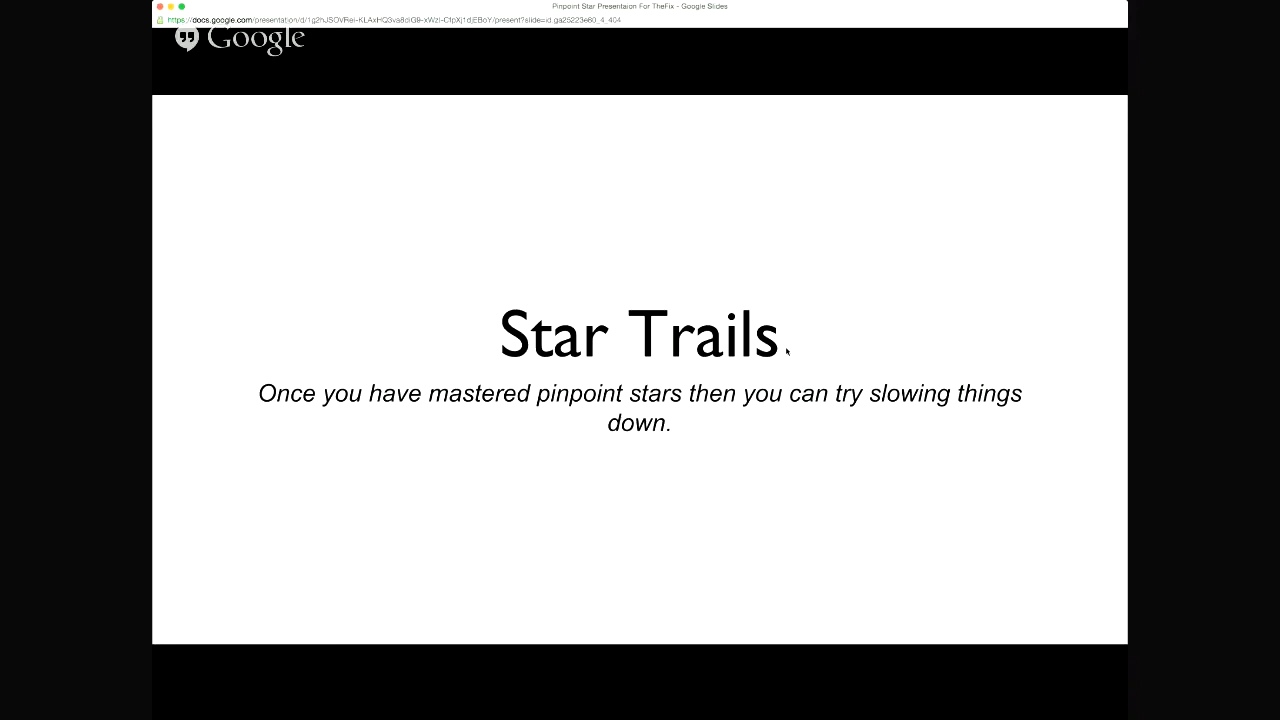 Pinpoint Star Presentaion For TheFix - Google Slides
Google
Star Trails
Once you have mastered pinpoint stars then you can try slowing things
down.